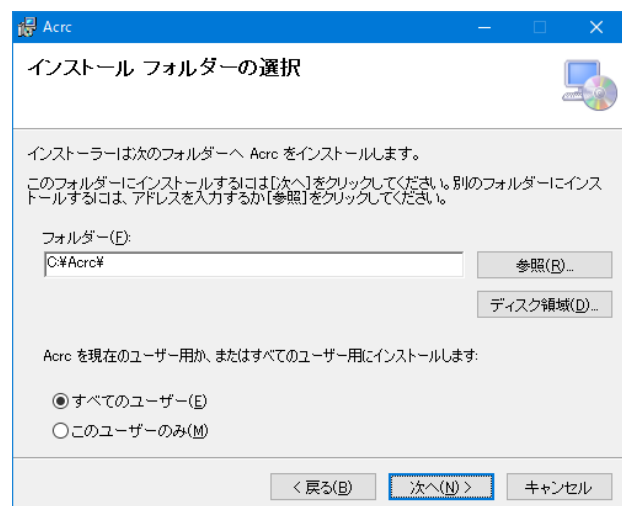 Acrc
インストール フォルダーの選択
インストーラーは次のフォルダーへ Acrc をインストールします。
このフォルダーにインストールするには[次へ]をクリックしてください。別のフォルダーにインス
トールするには、アドレスを入力するか[参照]をクリックしてください。
フォルダー(F):
C:¥Acrc¥
参照(R)...
ディスク領域(D)...
Acrc を現在のユーザー用か、またはすべてのユーザー用にインストールします:
すべてのユーザー(E)
このユーザーのみ(M)
< 戻る(B)
次へ(N) >
キャンセル